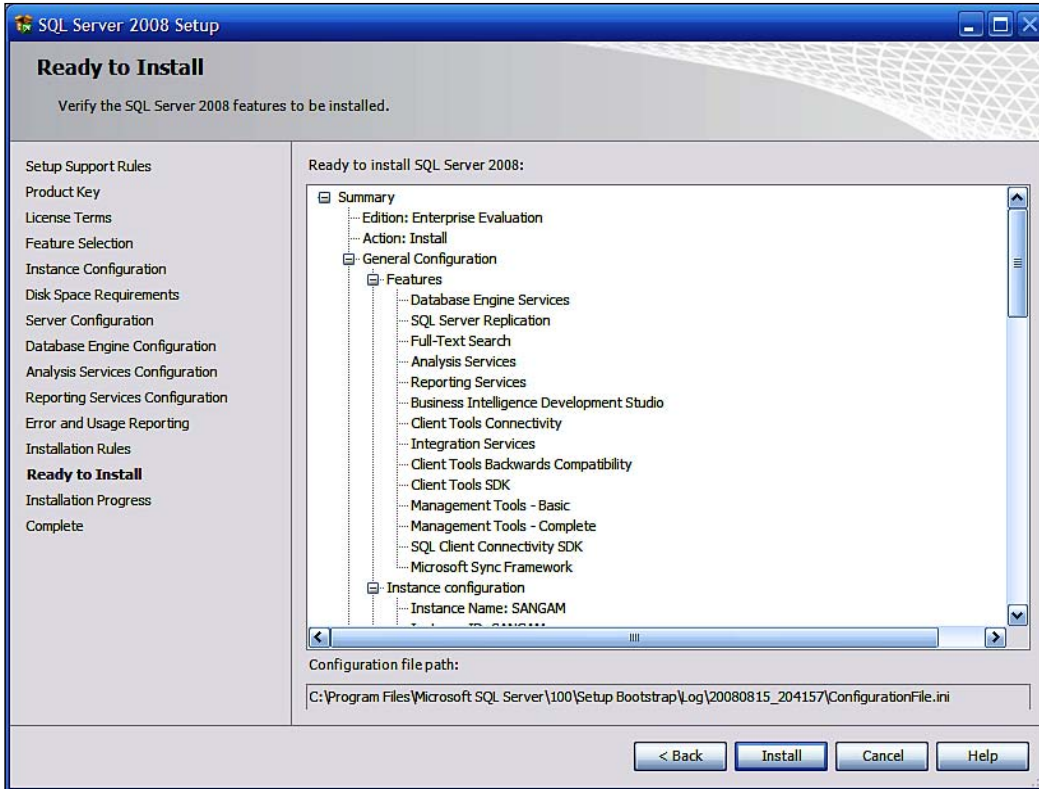 SQL Server 2008 Setup
Ready to Install
Verify the SQL Server 2008 features to be installed.
Setup Support Rules
Product Key
License Terms
Feature Selection
Instance Configuration
Disk Space Requirements
Server Configuration
Database Engine Configuration
Analysis Services Configuration
Reporting Services Configuration
Error and Usage Reporting
Installation Rules
Ready to Install
Installation Progress
Complete
Ready to install SQL Server 2008:
Summary
Edition: Enterprise Evaluation
Action: Install
General Configuration
Features
Database Engine Services
SQL Server Replication
Full-Text Search
Analysis Services
Reporting Services
Business Intelligence Development Studio
Client Tools Connectivity
Integration Services
Client Tools Backwards Compatibility
Client Tools SDK
Management Tools - Basic
Management Tools - Complete
SQL Client Connectivity SDK
Microsoft Sync Framework
Instance configuration
Instance Name: SANGAM
Configuration file path:
C:\Program Files\Microsoft SQL Server\100\Setup Bootstrap\Log\20080815_204157\ConfigurationFile.ini
< Back
Install
Cancel
Help